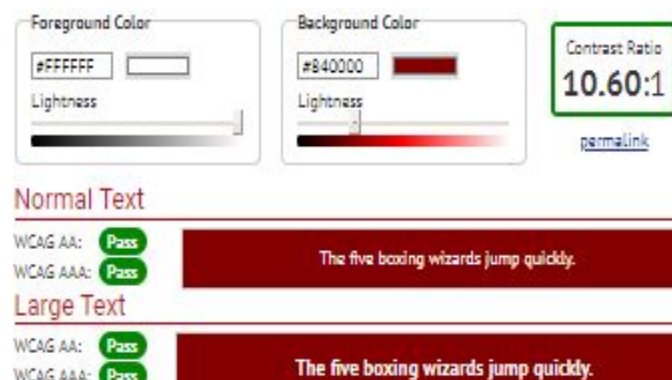 Foreground Color
#FFFFFF
Lightness
Background Color
#840000
Lightness
Contrast Ratio
10.60:1
permalink
Normal Text
WCAG AA: Pass
WCAG AAA: Pass
The five boxing wizards jump quickly.
Large Text
WCAG AA: Pass
WCAG AAA: Pass
The five boxing wizards jump quickly.